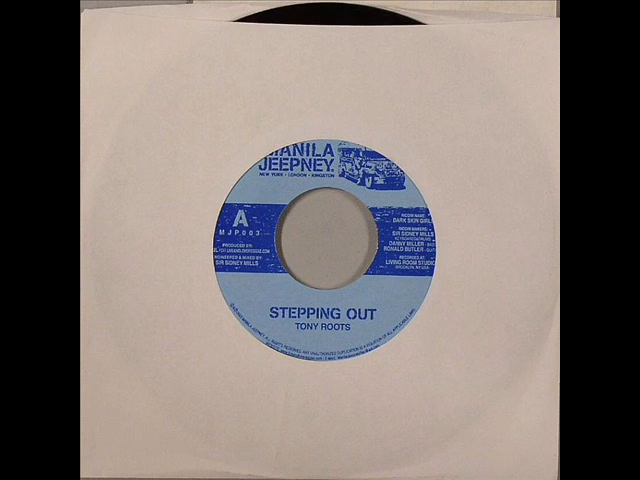 MANILA
JEEPNEY
NEW YORK • LONDON • KINGSTON
A
MJP003
PRODUCED BY:
ENGINEERED & MIXED BY:
SIR SIDNEY MILLS
RIDDIM NAME:
DARK SKIN GIRL
RIDDIM MAKERS:
SIR SIDNEY MILLS
DANNY MILLER
RONALD BUTLER
RECORDED AT:
LIVING ROOM STUDIO
BROOKLYN, NY USA
STEPPING OUT
TONY ROOTS